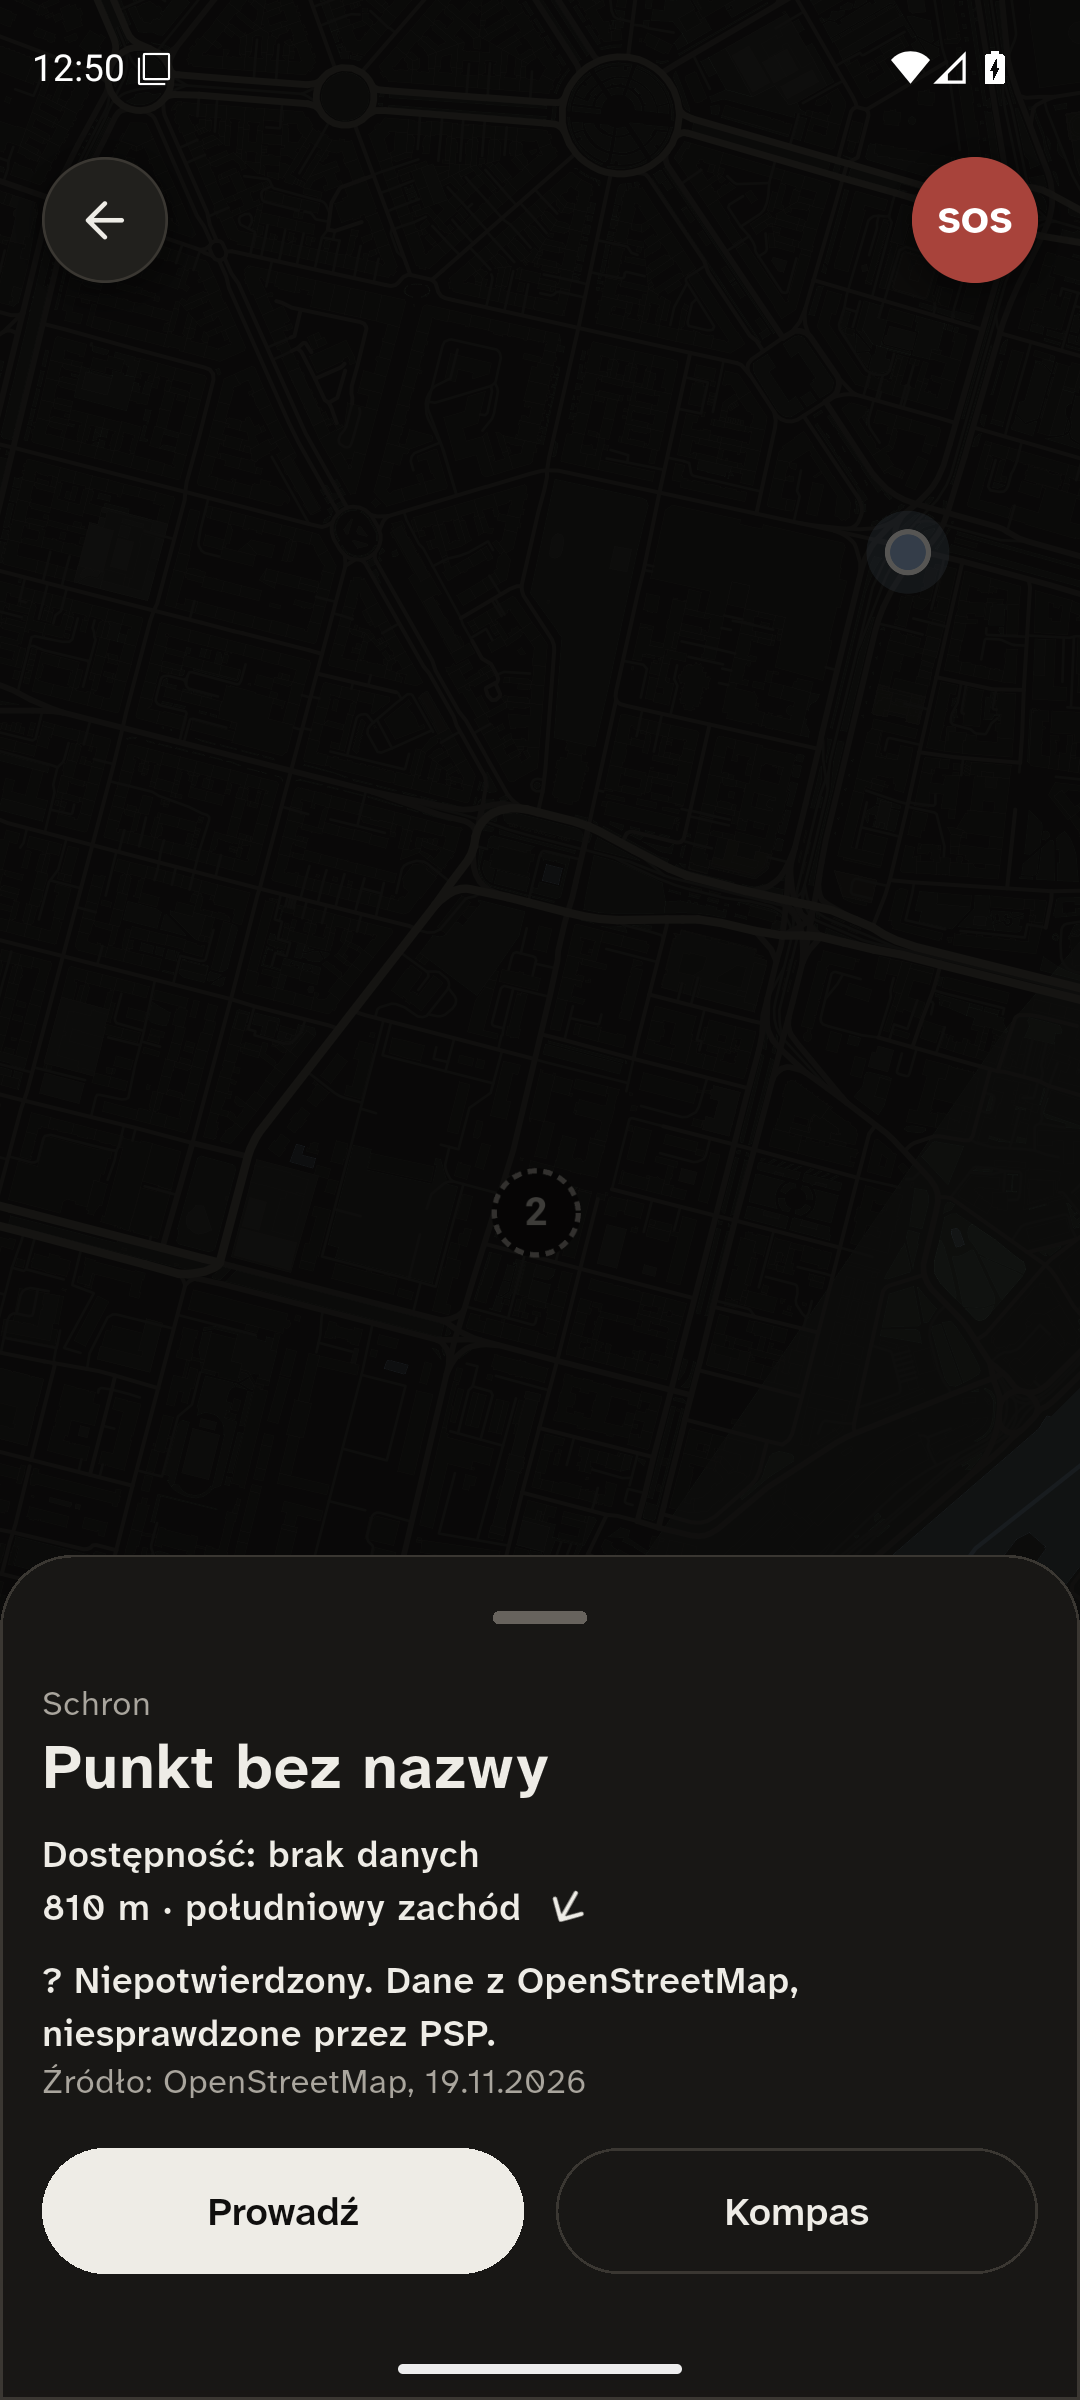 12:50
SOS
2
Schron
Punkt bez nazwy
Dostępność: brak danych
810 m · południowy zachód
? Niepotwierdzony. Dane z OpenStreetMap,
niesprawdzone przez PSP.
Źródło: OpenStreetMap, 19.11.2026
Prowadź
Kompas